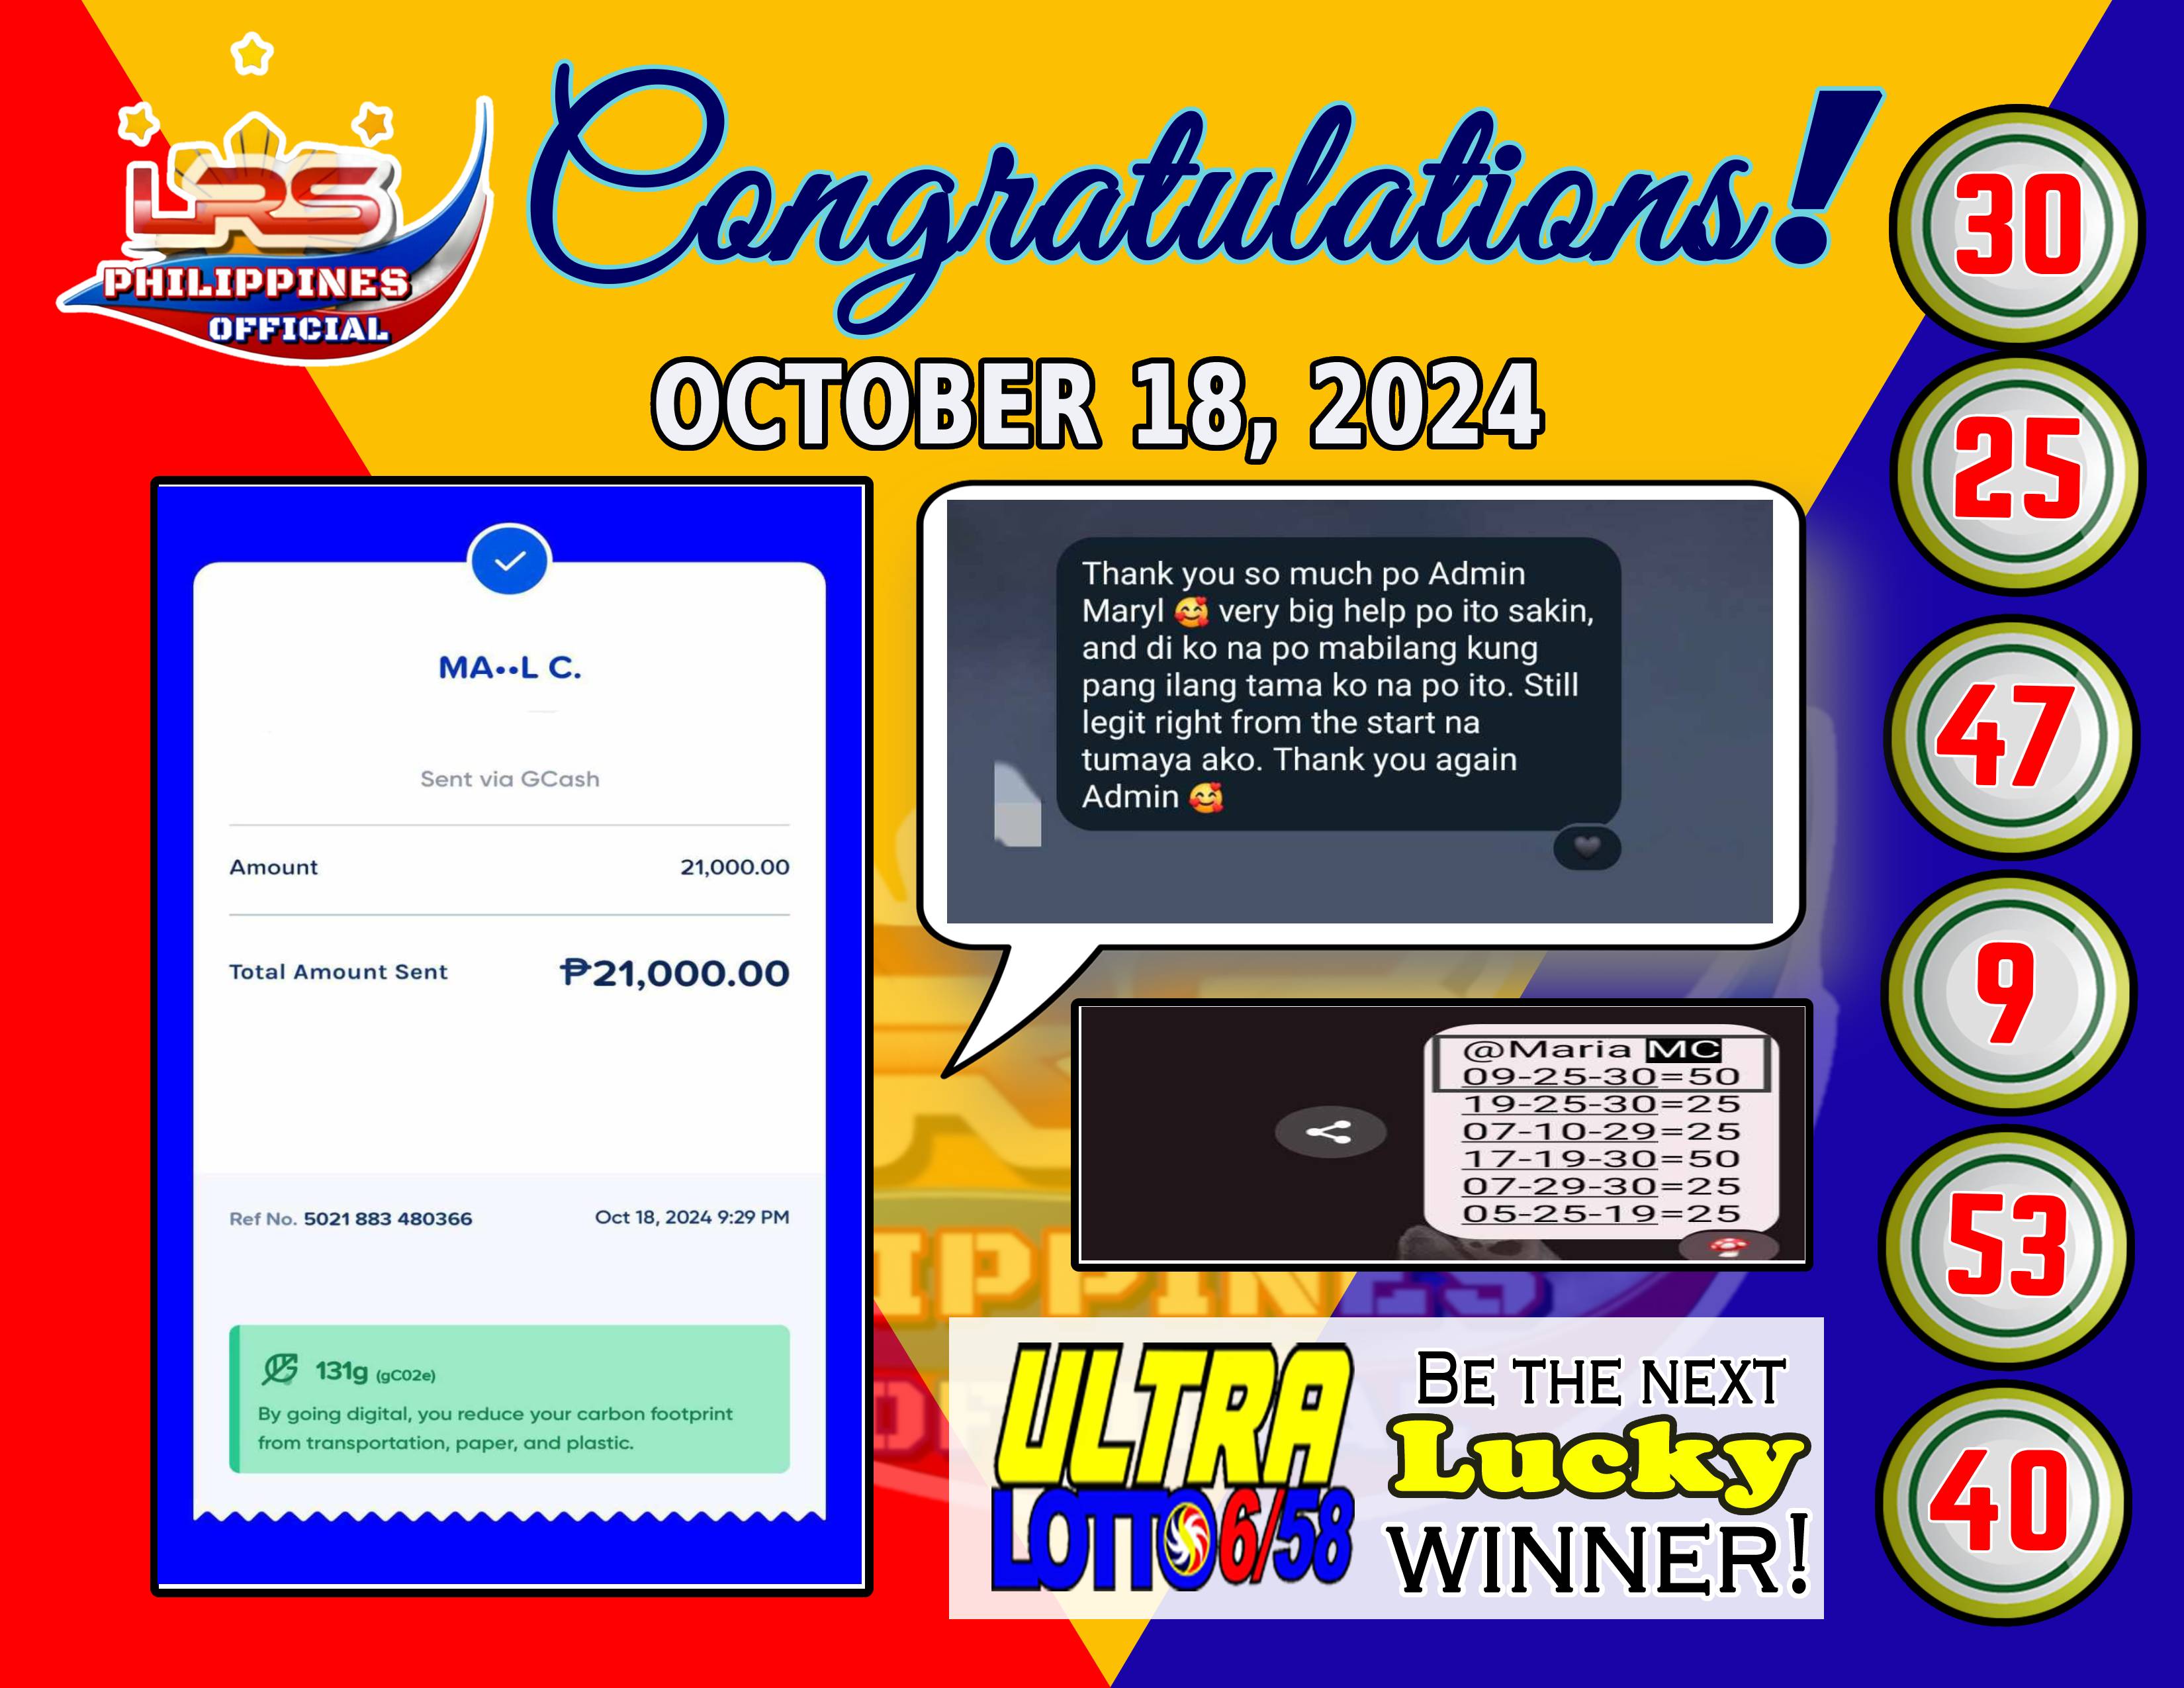 LRS
PHILIPPINES
OFFICIAL
Congratulations!
OCTOBER 18, 2024
MA••L C.
Sent via GCash
Amount 21,000.00
Total Amount Sent ₱21,000.00
Ref No. 5021 883 480366 Oct 18, 2024 9:29 PM
131g (gC02e)
By going digital, you reduce your carbon footprint
from transportation, paper, and plastic.
Thank you so much po Admin
Maryl 🥰 very big help po ito sakin,
and di ko na po mabilang kung
pang ilang tama ko na po ito. Still
legit right from the start na
tumaya ako. Thank you again
Admin 🥰
@Maria MC
09-25-30=50
19-25-30=25
07-10-29=25
17-19-30=50
07-29-30=25
05-25-19=25
ULTRA
LOTTO 6/58
BE THE NEXT
Lucky
WINNER!
30
25
47
9
53
40